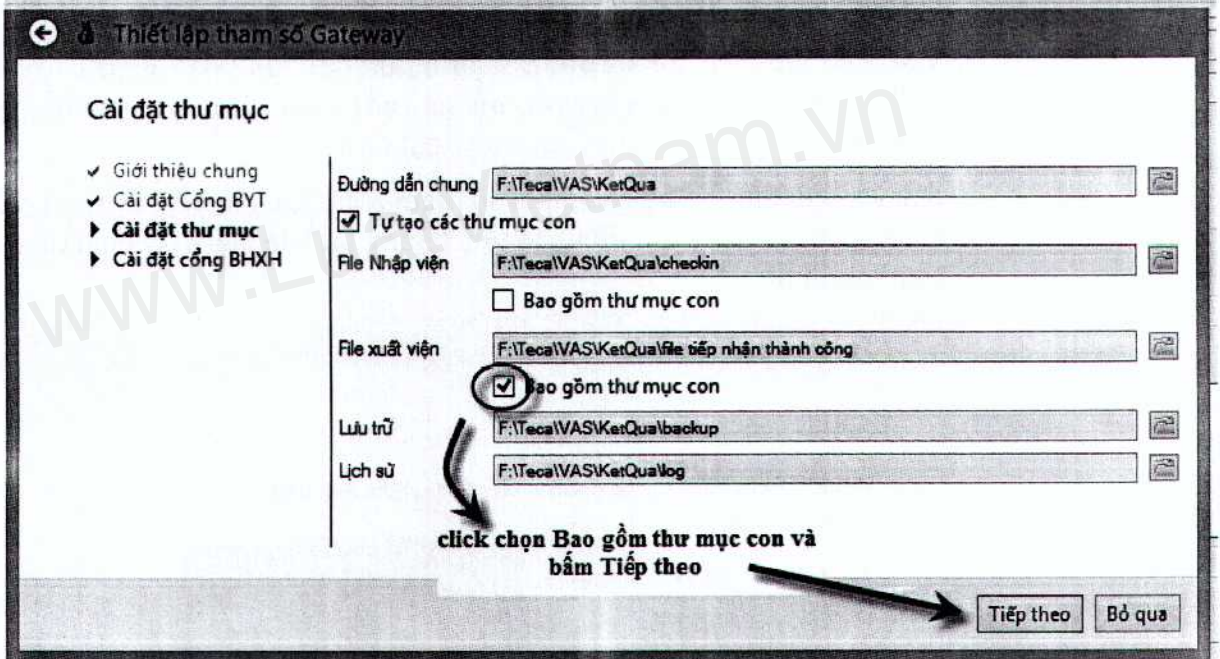 Thiết lập tham số Gateway
Cài đặt thư mục
✓ Giới thiệu chung
✓ Cài đặt Cổng BYT
▶ Cài đặt thư mục
▶ Cài đặt cổng BHXH
Đường dẫn chung F:\Teca\VAS\KetQua
Tự tạo các thư mục con
File Nhập viện F:\Teca\VAS\KetQua\checkin
Bao gồm thư mục con
File xuất viện F:\Teca\VAS\KetQua\file tiếp nhận thành công
Bao gồm thư mục con
Lưu trữ F:\Teca\VAS\KetQua\backup
Lịch sử F:\Teca\VAS\KetQua\log
click chọn Bao gồm thư mục con và
bấm Tiếp theo
Tiếp theo Bỏ qua
www.LuatVietnam.vn